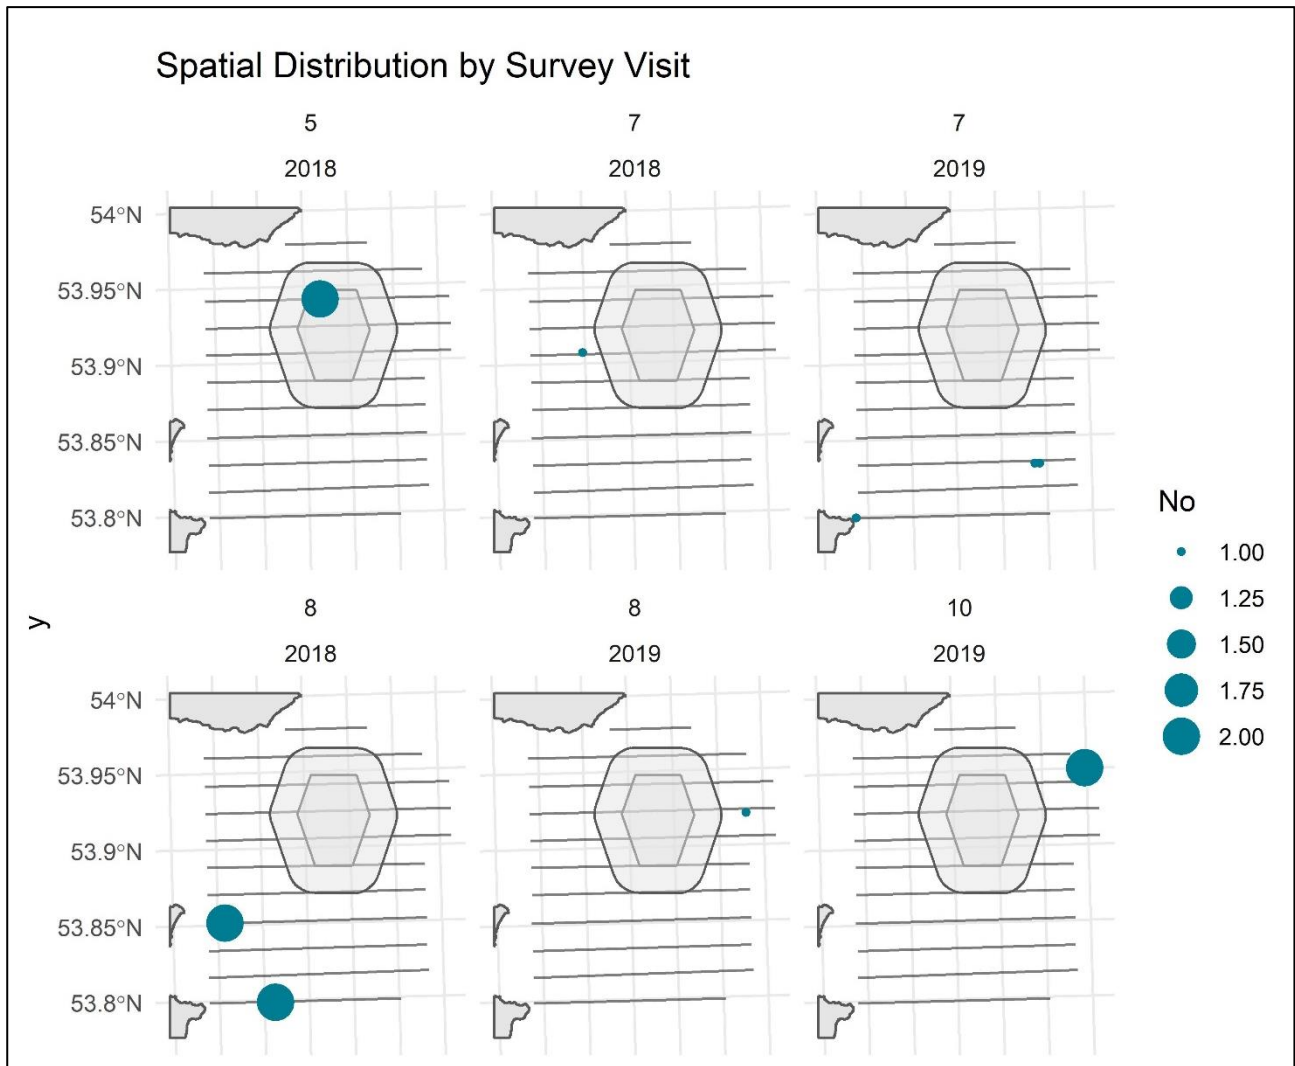 Spatial Distribution by Survey Visit
5 7 7
2018 2018 2019
54°N
53.95°N
53.9°N
53.85°N
53.8°N
No
1.00
1.25
1.50
1.75
2.00
y
8 8 10
2018 2019 2019
54°N
53.95°N
53.9°N
53.85°N
53.8°N